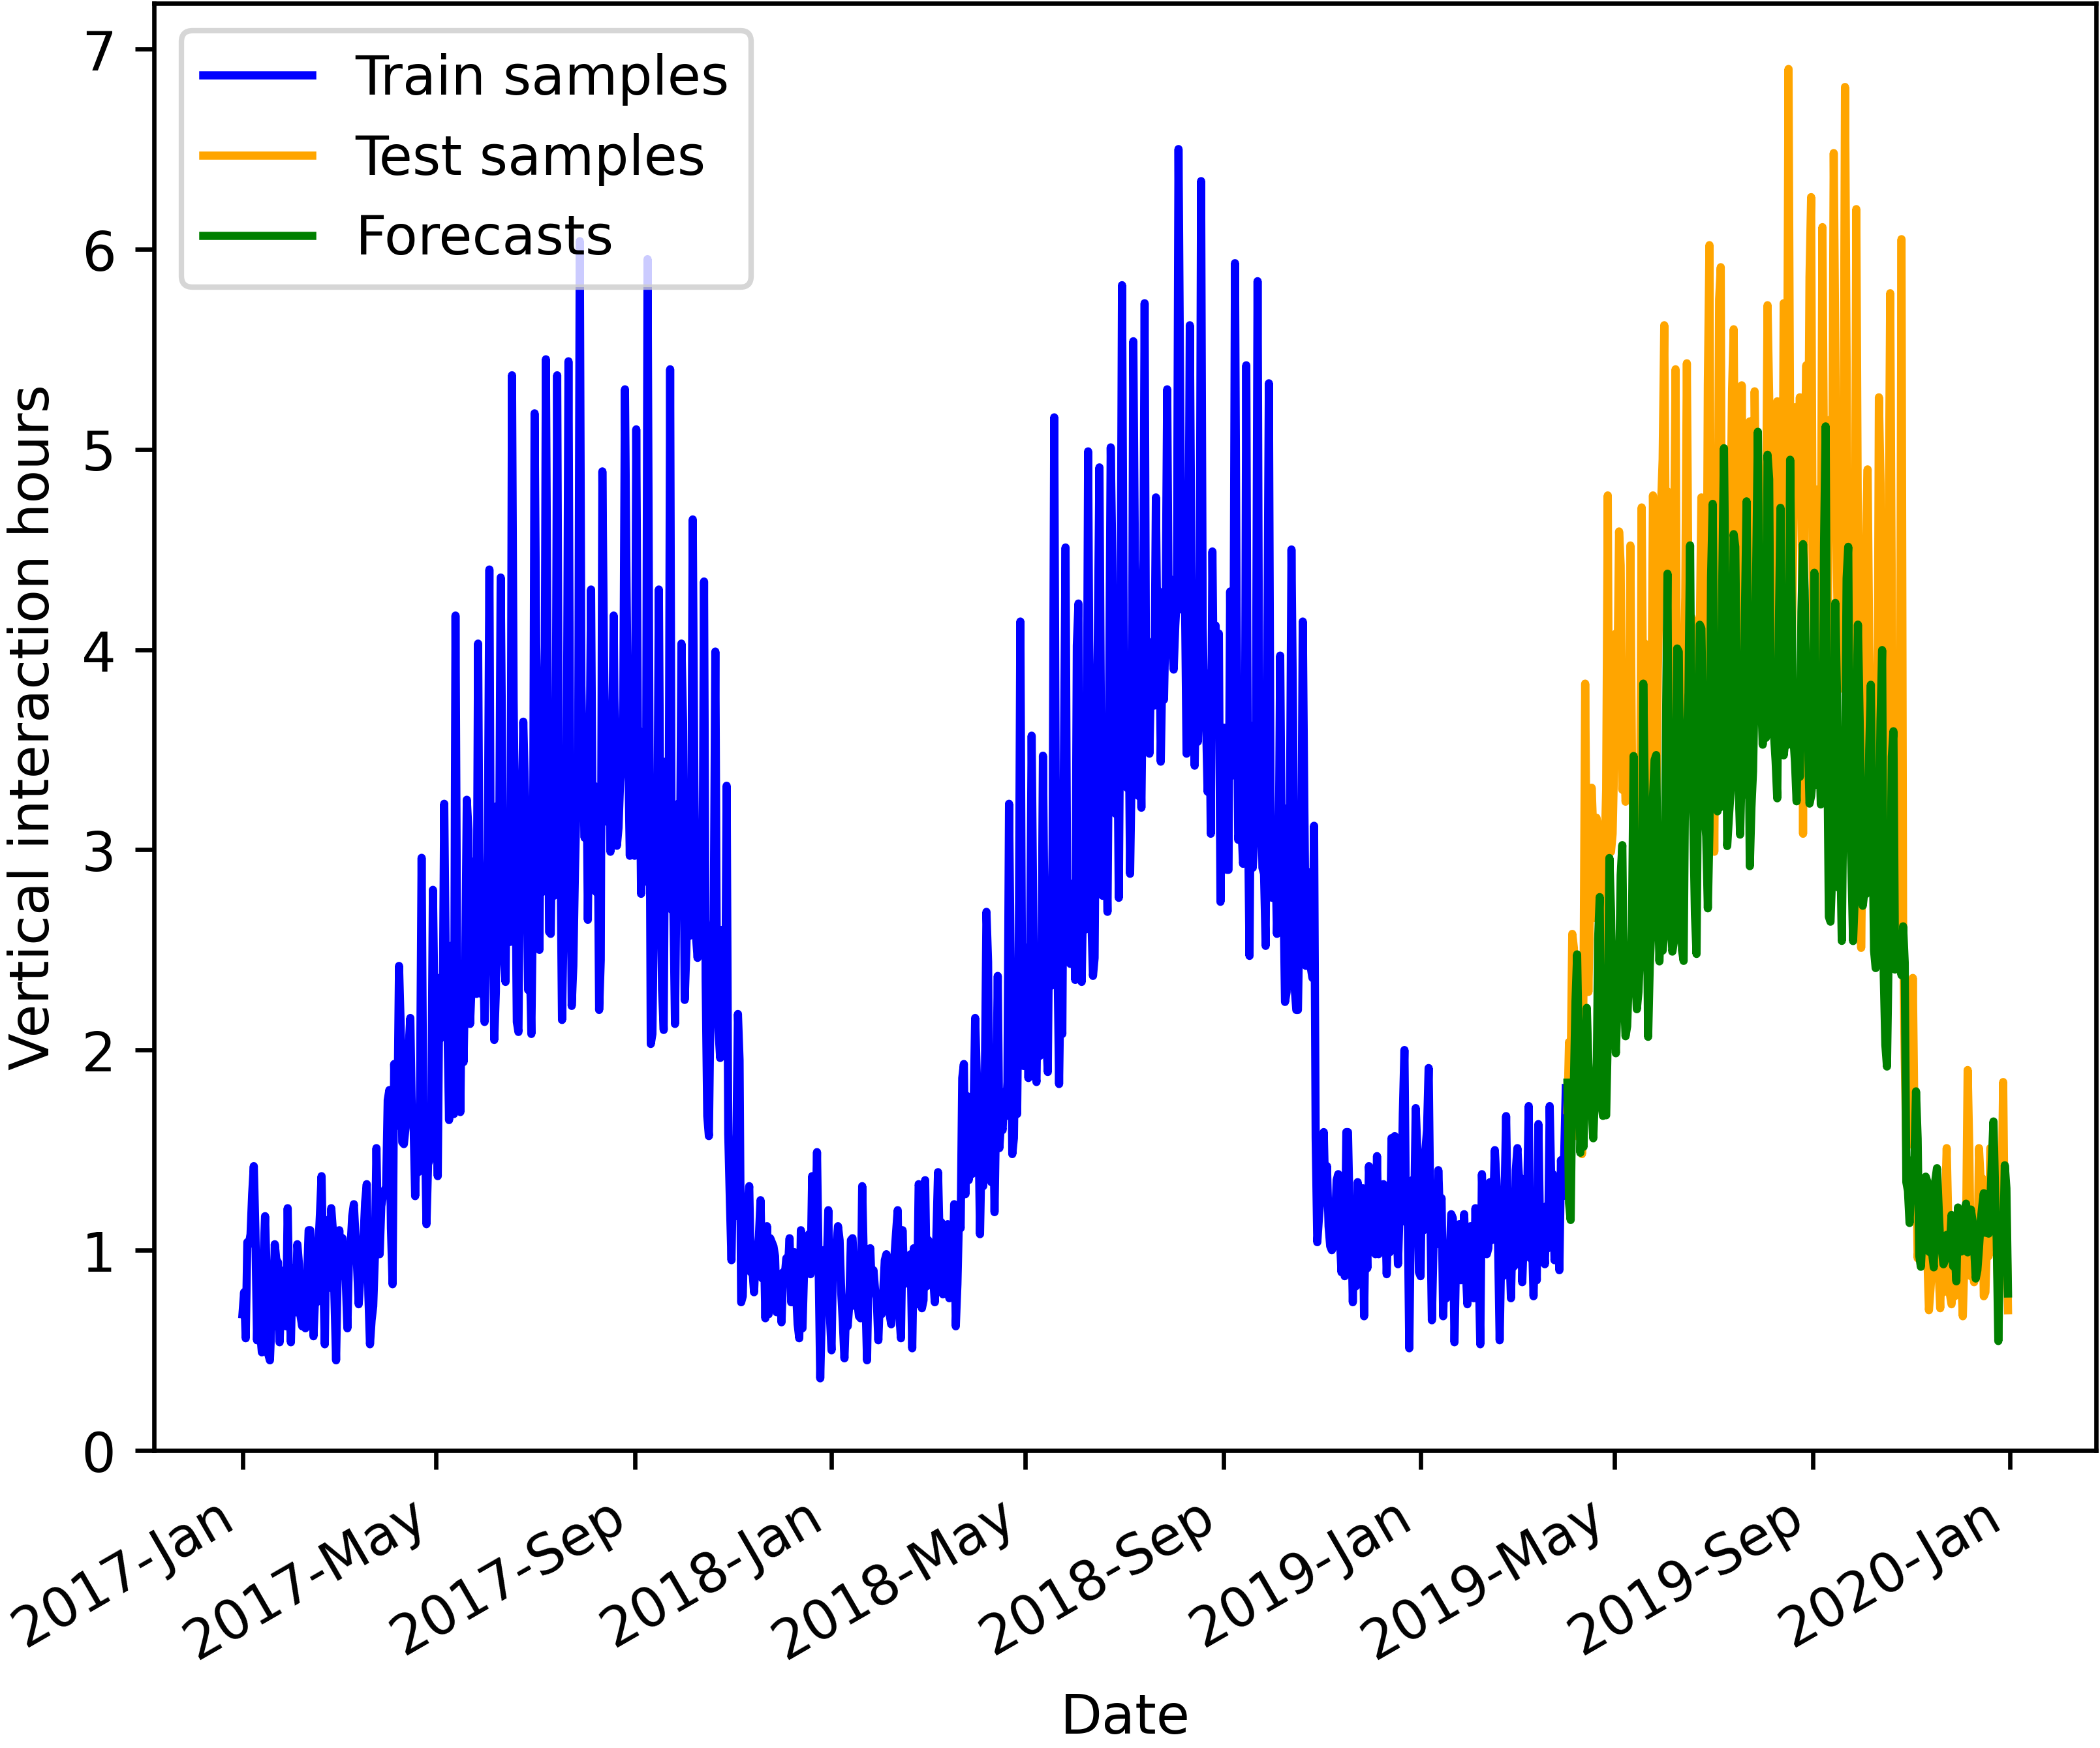 Train samples
Test samples
Forecasts
Vertical interaction hours
7
6
5
4
3
2
1
0
2017-Jan
2017-May
2017-Sep
2018-Jan
2018-May
2018-Sep
2019-Jan
2019-May
2019-Sep
2020-Jan
Date